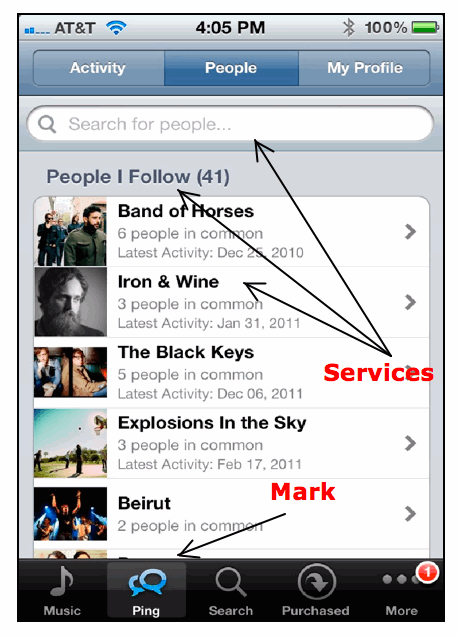 AT&T 4:05 PM 100%
Activity People My Profile
Search for people...
People I Follow (41)
Band of Horses
6 people in common
Latest Activity: Dec 25, 2010
Iron & Wine
3 people in common
Latest Activity: Jan 31, 2011
The Black Keys
5 people in common
Latest Activity: Dec 06, 2011
Services
Explosions In the Sky
3 people in common
Latest Activity: Feb 17, 2011
Mark
Beirut
2 people in common
1
Music Ping Search Purchased More